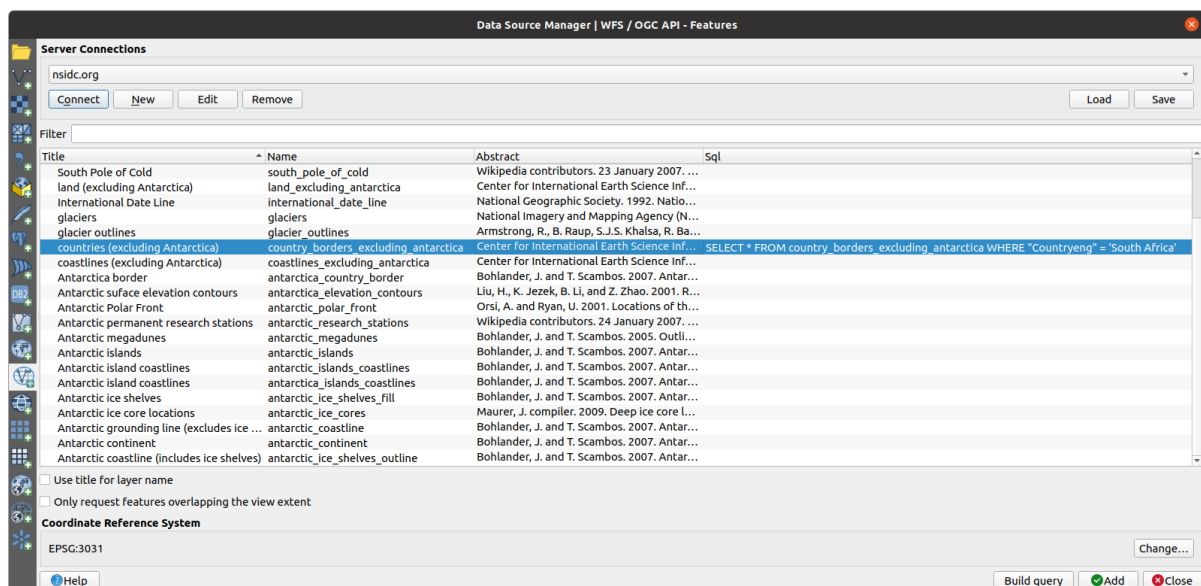 Data Source Manager | WFS / OGC API - Features
Server Connections
nsidc.org
Connect New Edit Remove Load Save
Filter
Title Name Abstract Sql
South Pole of Cold south_pole_of_cold Wikipedia contributors. 23 January 2007. ...
land (excluding Antarctica) land_excluding_antarctica Center for International Earth Science Inf...
International Date Line international_date_line National Geographic Society. 1992. Natio...
glaciers glaciers National Imagery and Mapping Agency (N...
glacier outlines glacier_outlines Armstrong, R., B. Raup, S.J.S. Khalsa, R. Ba...
countries (excluding Antarctica) country_borders_excluding_antarctica Center for International Earth Science Inf... SELECT * FROM country_borders_excluding_antarctica WHERE "Countryeng" = 'South Africa'
coastlines (excluding Antarctica) coastlines_excluding_antarctica Center for International Earth Science Inf...
Antarctica border antarctica_country_border Bohlander, J. and T. Scambos. 2007. Antar...
Antarctic suface elevation contours antarctica_elevation_contours Liu, H., K. Jezek, B. Li, and Z. Zhao. 2001. R...
Antarctic Polar Front antarctic_polar_front Orsi, A. and Ryan, U. 2001. Locations of th...
Antarctic permanent research stations antarctic_research_stations Wikipedia contributors. 24 January 2007. ...
Antarctic megadunes antarctic_megadunes Bohlander, J. and T. Scambos. 2005. Outli...
Antarctic islands antarctic_islands Bohlander, J. and T. Scambos. 2007. Antar...
Antarctic island coastlines antarctic_islands_coastlines Bohlander, J. and T. Scambos. 2007. Antar...
Antarctic island coastlines antarctica_islands_coastlines Bohlander, J. and T. Scambos. 2007. Antar...
Antarctic ice shelves antarctic_ice_shelves_fill Bohlander, J. and T. Scambos. 2007. Antar...
Antarctic ice core locations antarctic_ice_cores Maurer, J. compiler. 2009. Deep ice core l...
Antarctic grounding line (excludes ice ... antarctic_coastline Bohlander, J. and T. Scambos. 2007. Antar...
Antarctic continent antarctic_continent Bohlander, J. and T. Scambos. 2007. Antar...
Antarctic coastline (includes ice shelves) antarctic_ice_shelves_outline Bohlander, J. and T. Scambos. 2007. Antar...
Use title for layer name
Only request features overlapping the view extent
Coordinate Reference System
EPSG:3031 Change...
Help Build query Add Close
DB2